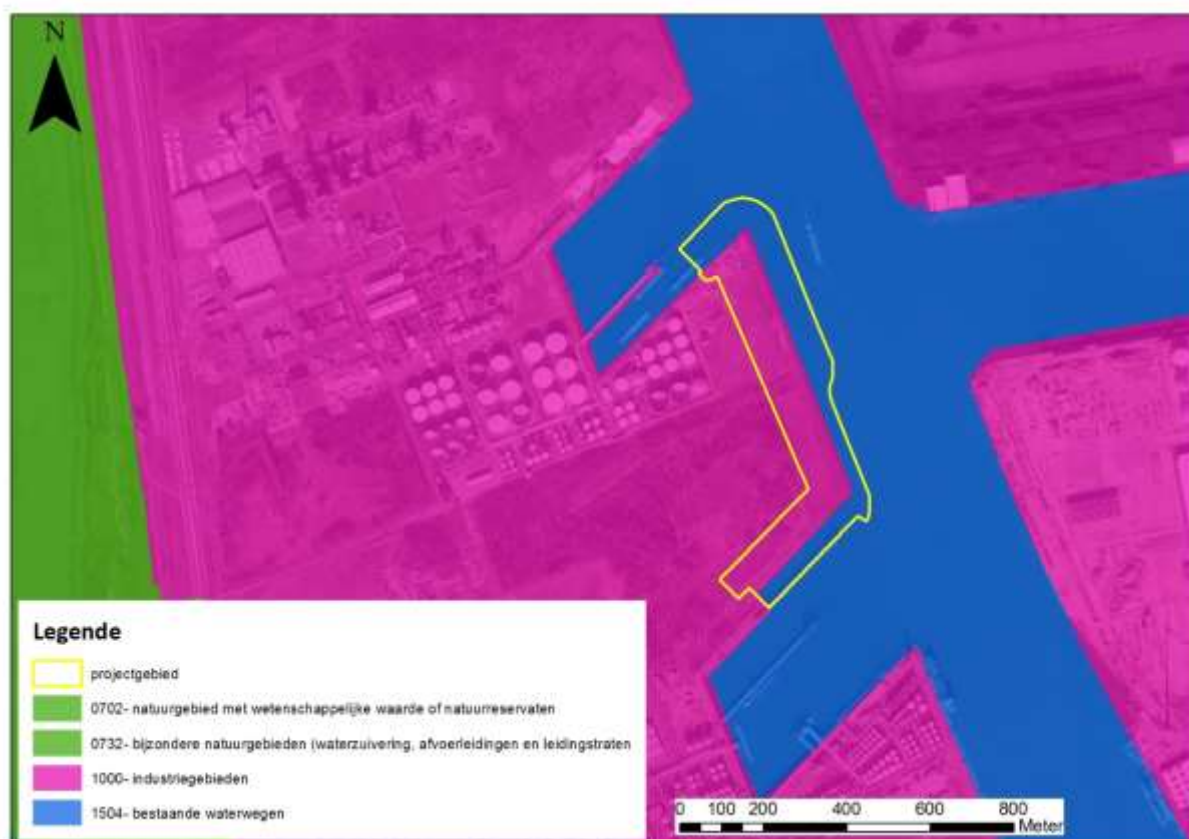 N
Legende
projectgebied
0702- natuurgebied met wetenschappelijke waarde of natuurreservaten
0732- bijzondere natuurgebieden (waterzuivering, afvoerleidingen en leidingstraten
1000- industriegebieden
1504- bestaande waterwegen
0 100 200 400 600 800
Meter